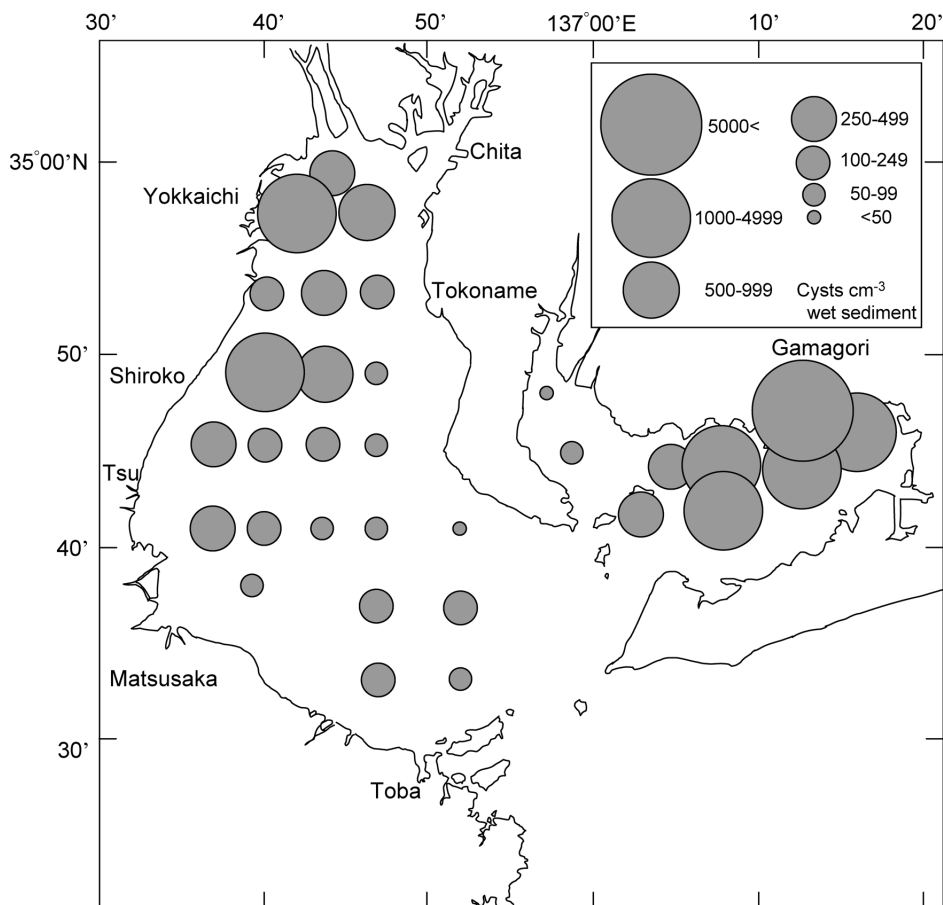 30’ 40’ 50’ 137°00’E 10’ 20’
5000<
250-499
100-249
50-99
<50
1000-4999
500-999
Cysts cm-3
wet sediment
Chita
35°00’N
Yokkaichi
Tokoname
50’
Gamagori
Shiroko
Tsu
40’
Matsusaka
30’
Toba